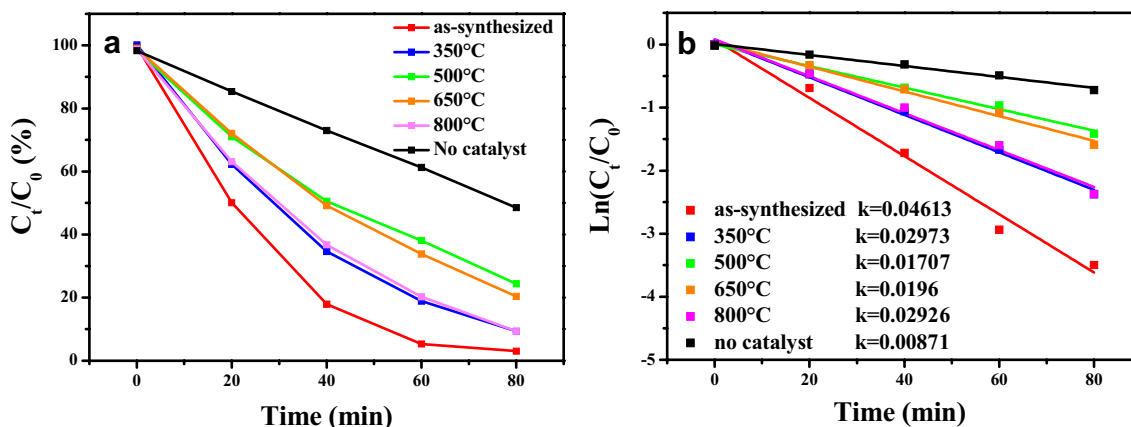 a
as-synthesized
350°C
500°C
650°C
800°C
No catalyst
100
80
60
40
20
0
Cₜ/C₀ (%)
0 20 40 60 80
Time (min)
b
0
-1
-2
-3
-4
-5
Ln(Cₜ/C₀)
as-synthesized k=0.04613
350°C k=0.02973
500°C k=0.01707
650°C k=0.0196
800°C k=0.02926
no catalyst k=0.00871
0 20 40 60 80
Time (min)